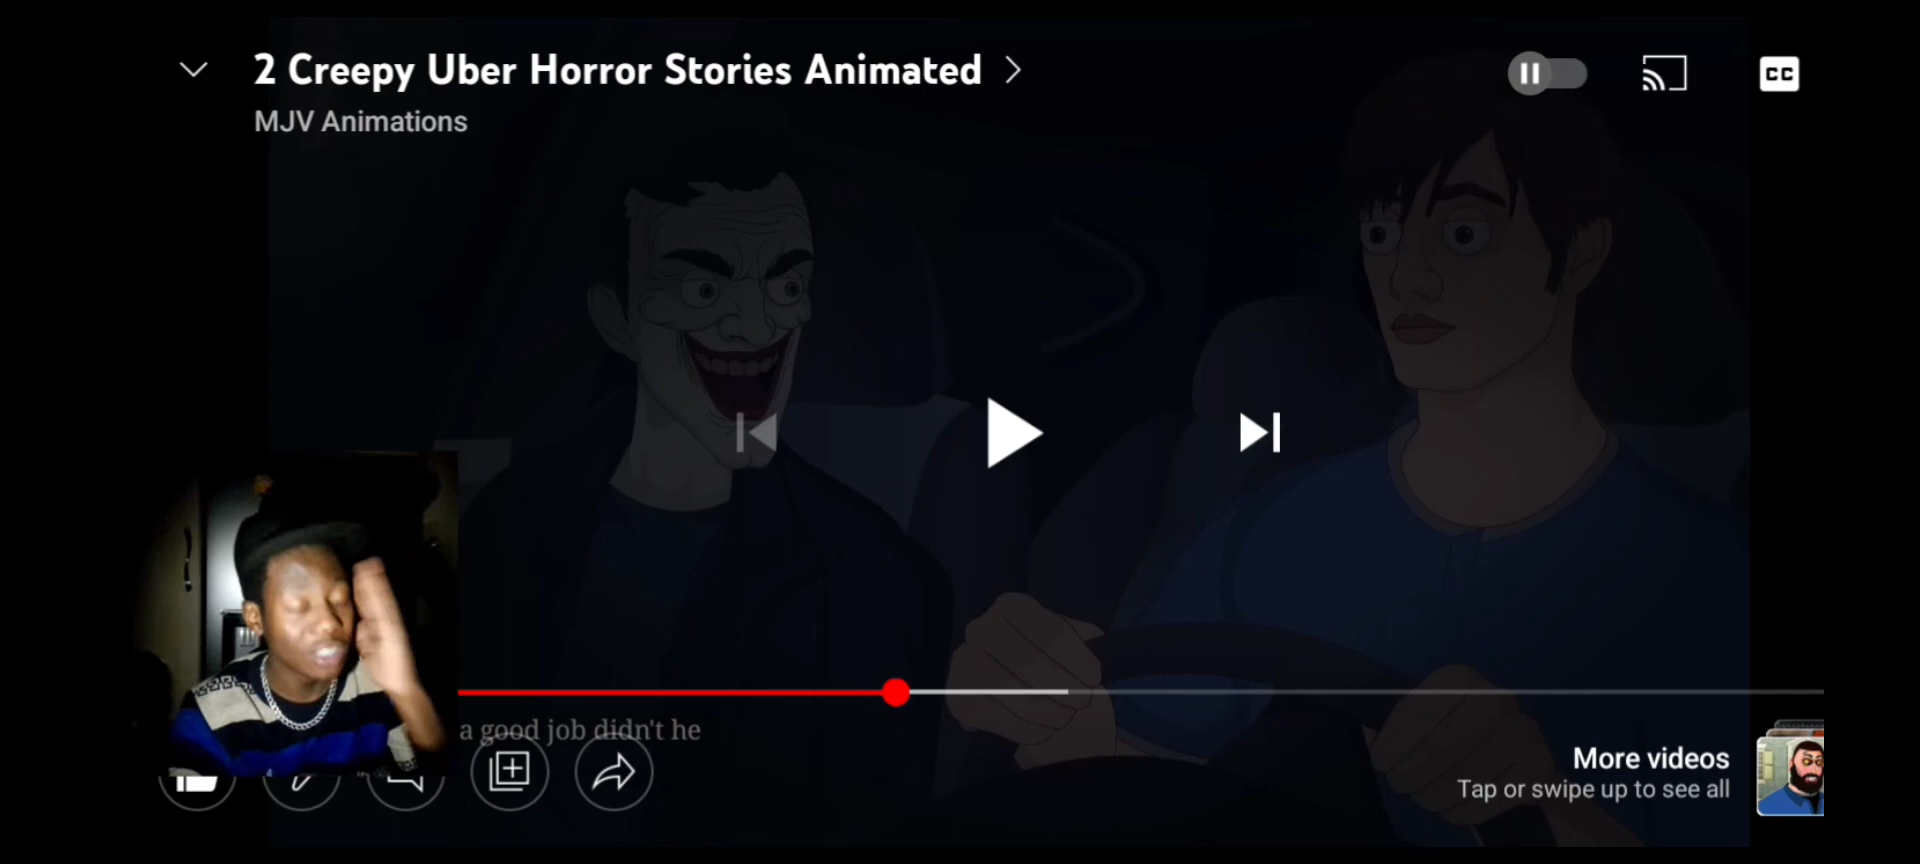 2 Creepy Uber Horror Stories Animated
MJV Animations
CC
a good job didn't he
More videos
Tap or swipe up to see all